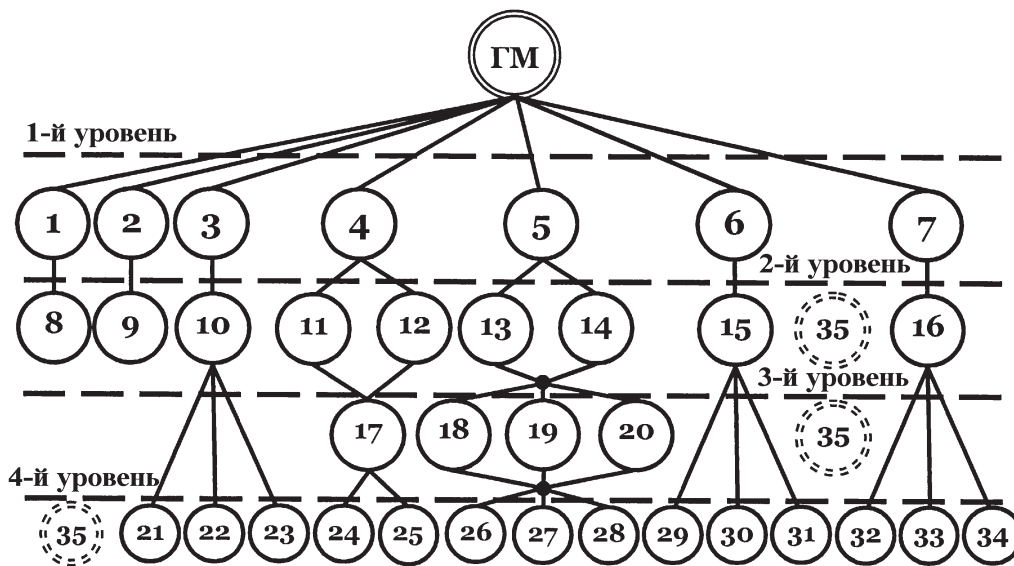 ГМ
1-й уровень
1 2 3 4 5 6 7
2-й уровень
8 9 10 11 12 13 14 15 35 16
3-й уровень
17 18 19 20 35
4-й уровень
35 21 22 23 24 25 26 27 28 29 30 31 32 33 34